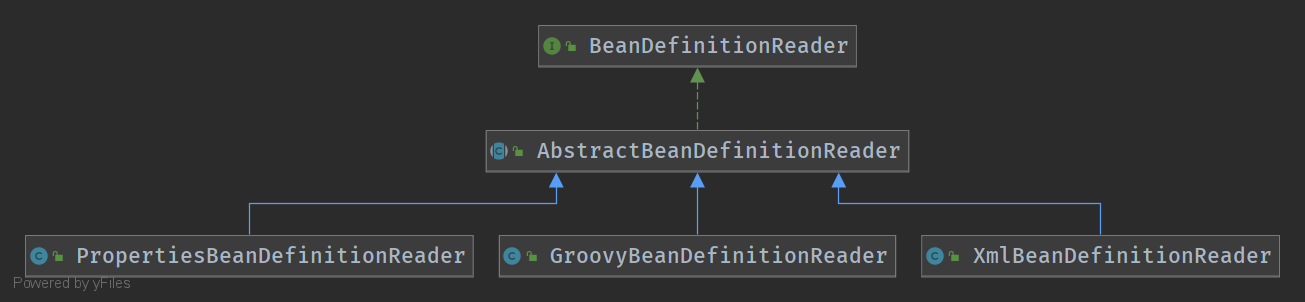 BeanDefinitionReader
AbstractBeanDefinitionReader
PropertiesBeanDefinitionReader
GroovyBeanDefinitionReader
XmlBeanDefinitionReader
Powered by yFiles